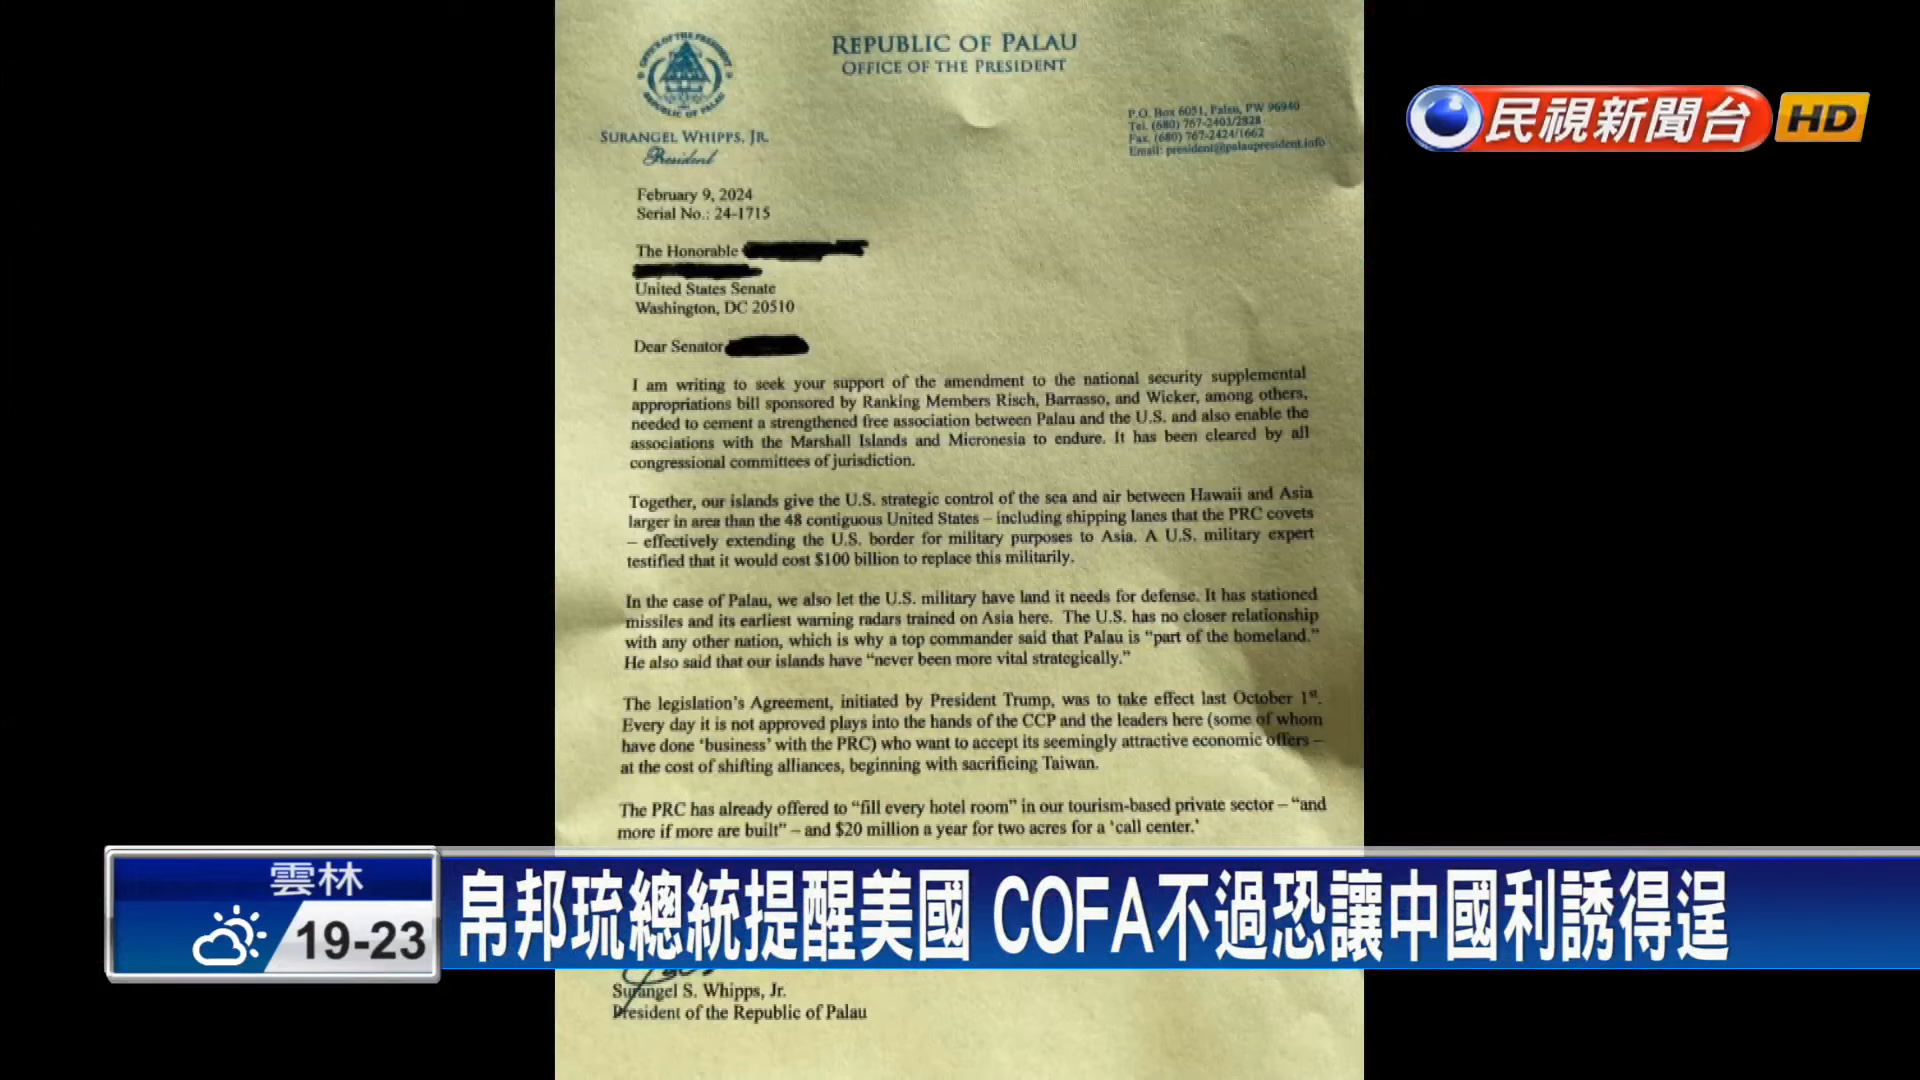 REPUBLIC OF PALAU
OFFICE OF THE PRESIDENT
OFFICE OF THE PRESIDENT
REPUBLIC OF PALAU
SURANGEL WHIPPS, JR.
President
P.O. Box 6051, Palau, PW 96940
Tel. (680) 767-2403/2828
Fax. (680) 767-2424/1662
Email: president@palaupresident.info
民視新聞台 HD
February 9, 2024
Serial No.: 24-1715
The Honorable
United States Senate
Washington, DC 20510
Dear Senator
I am writing to seek your support of the amendment to the national security supplemental
appropriations bill sponsored by Ranking Members Risch, Barrasso, and Wicker, among others,
needed to cement a strengthened free association between Palau and the U.S. and also enable the
associations with the Marshall Islands and Micronesia to endure. It has been cleared by all
congressional committees of jurisdiction.
Together, our islands give the U.S. strategic control of the sea and air between Hawaii and Asia
larger in area than the 48 contiguous United States – including shipping lanes that the PRC covets
– effectively extending the U.S. border for military purposes to Asia. A U.S. military expert
testified that it would cost $100 billion to replace this militarily.
In the case of Palau, we also let the U.S. military have land it needs for defense. It has stationed
missiles and its earliest warning radars trained on Asia here. The U.S. has no closer relationship
with any other nation, which is why a top commander said that Palau is “part of the homeland.”
He also said that our islands have “never been more vital strategically.”
The legislation’s Agreement, initiated by President Trump, was to take effect last October 1st.
Every day it is not approved plays into the hands of the CCP and the leaders here (some of whom
have done ‘business’ with the PRC) who want to accept its seemingly attractive economic offers –
at the cost of shifting alliances, beginning with sacrificing Taiwan.
The PRC has already offered to “fill every hotel room” in our tourism-based private sector – “and
more if more are built” – and $20 million a year for two acres for a ‘call center.’
雲林
19-23
帛邦琉總統提醒美國 COFA不過恐讓中國利誘得逞
Surangel S. Whipps, Jr.
President of the Republic of Palau